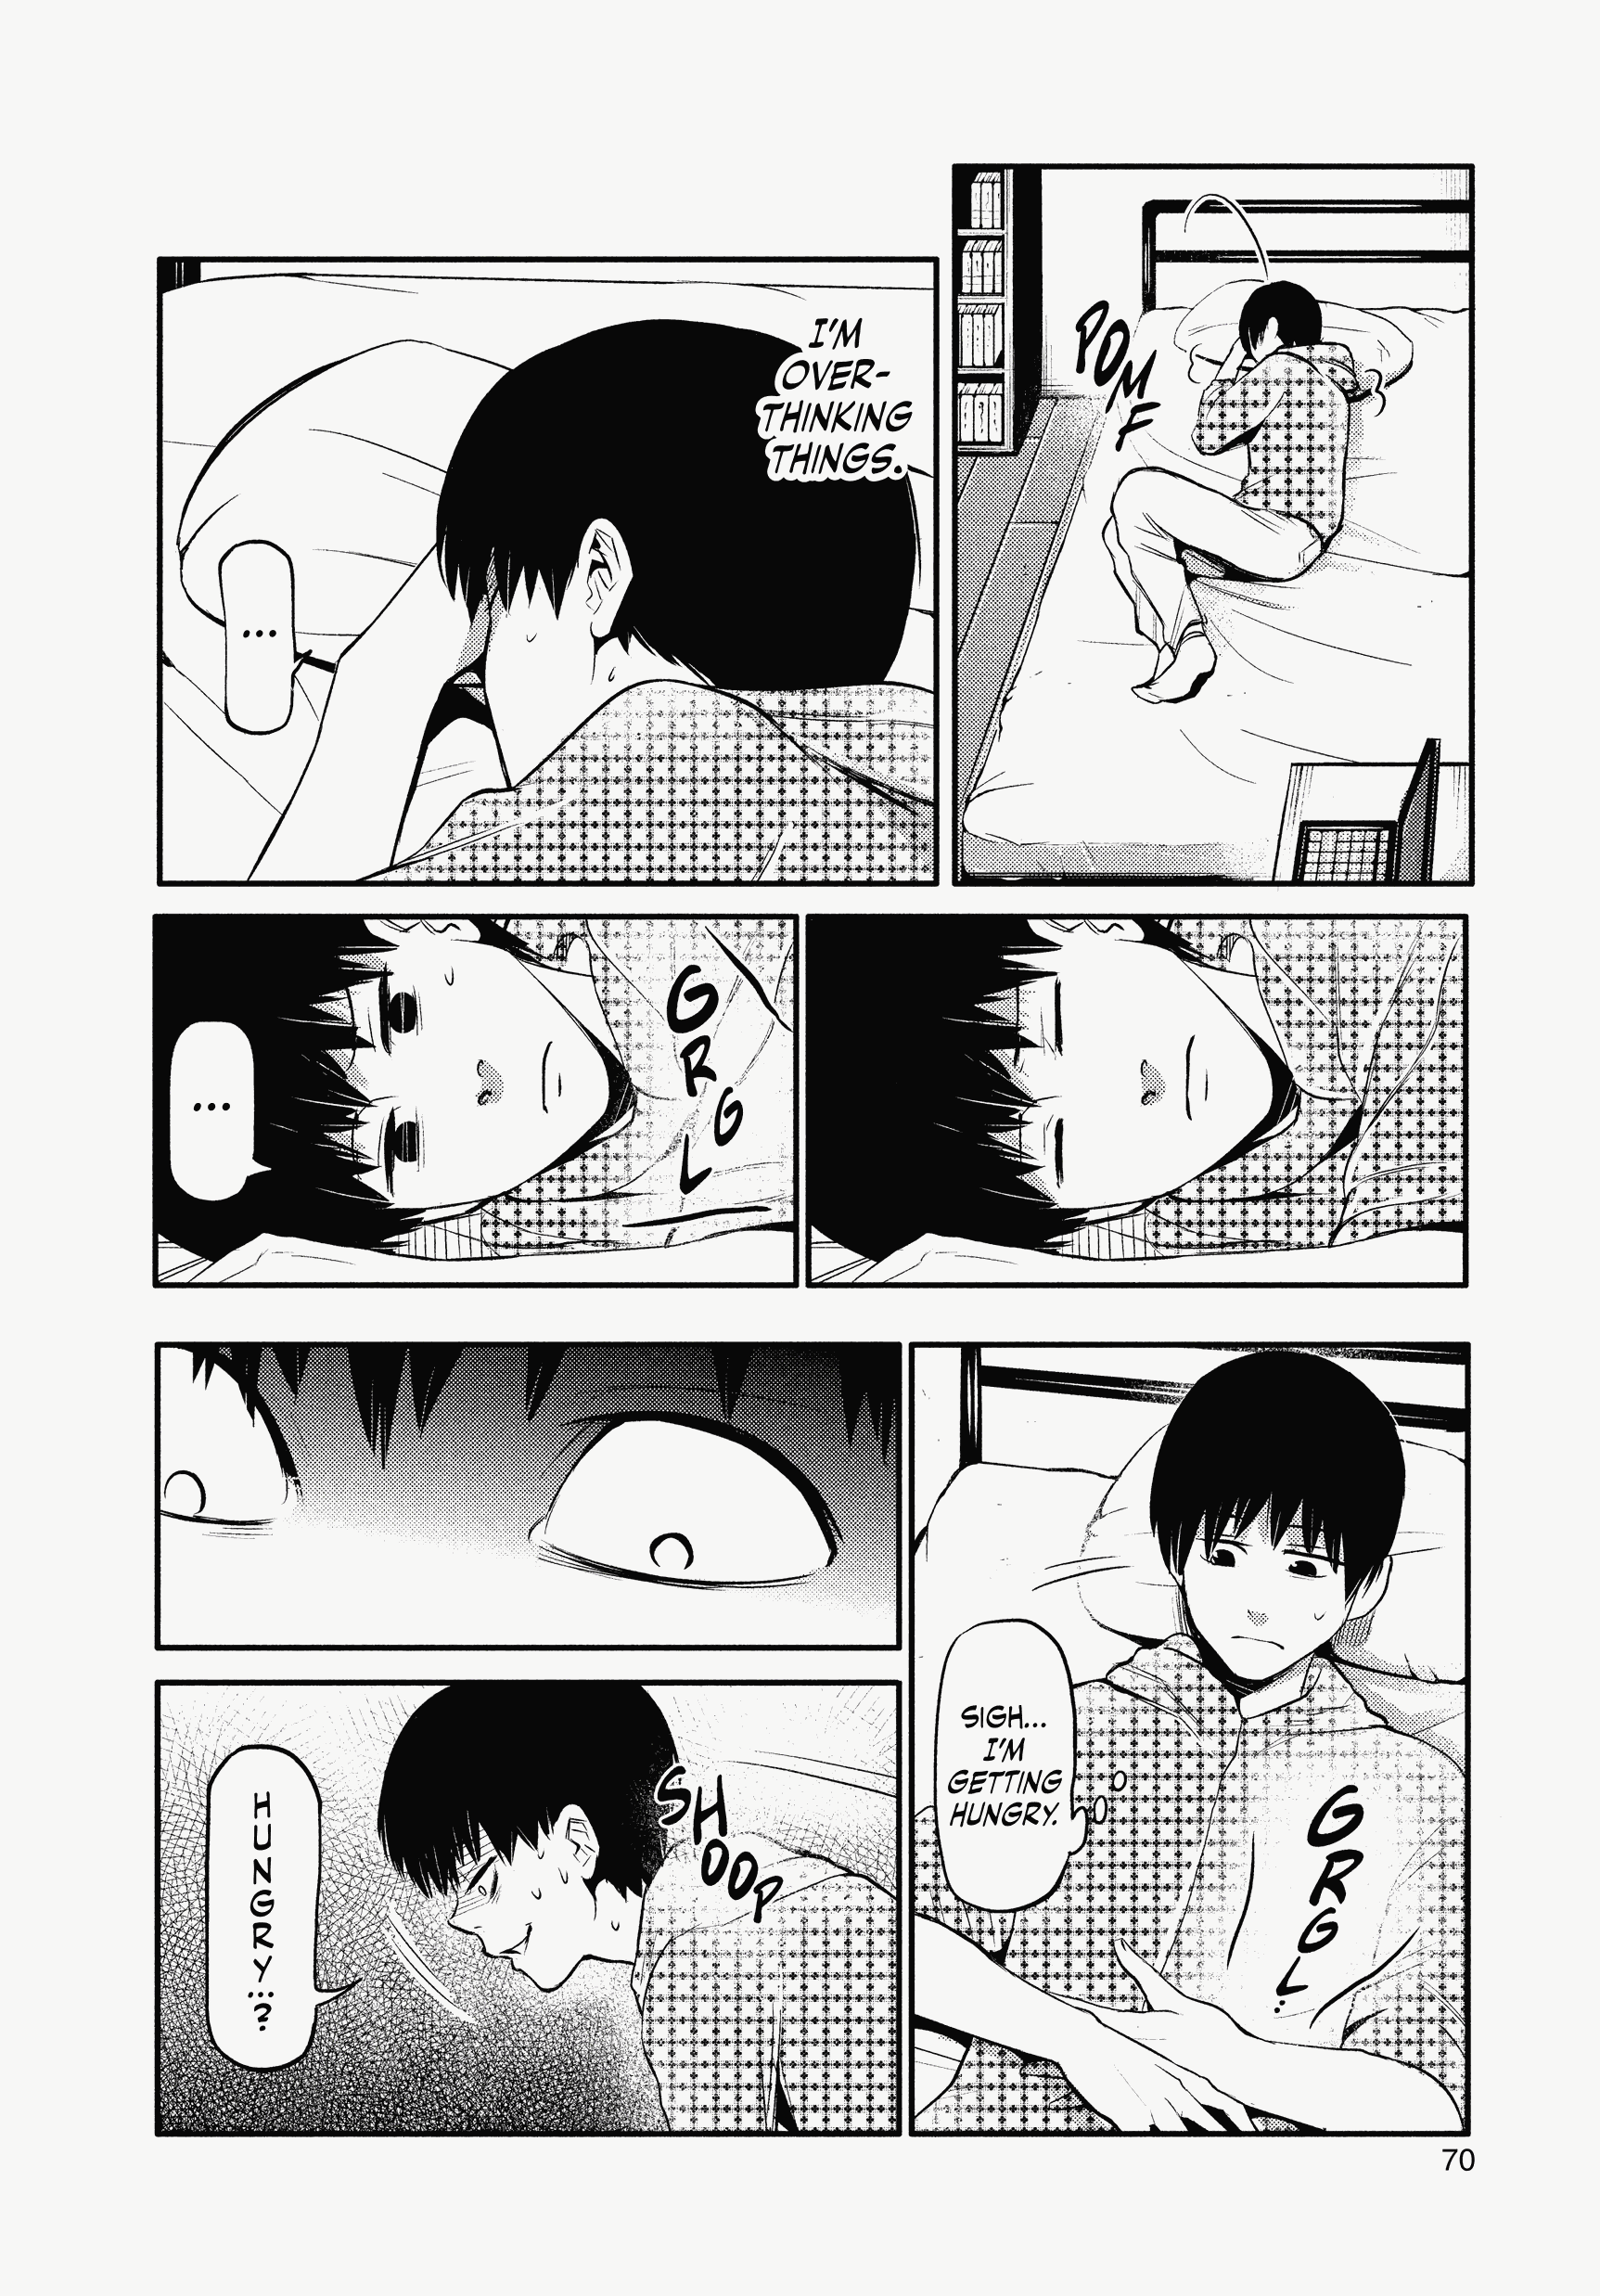 POMF
I'M
OVER-
THINKING
THINGS.
...
GRGL
...
SIGH...
I'M
GETTING
HUNGRY.
GRGL...
SHOOP
HUNGRY...?
70